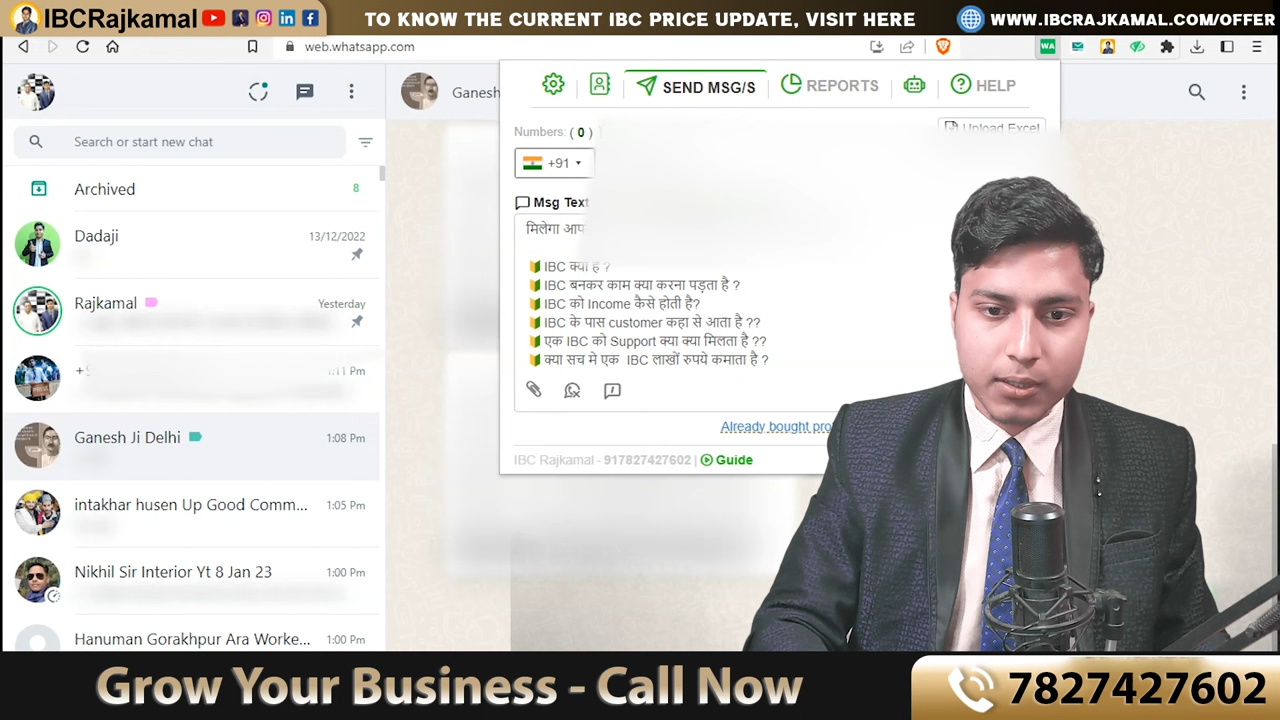 IBCRajkamal
TO KNOW THE CURRENT IBC PRICE UPDATE, VISIT HERE
WWW.IBCRAJKAMAL.COM/OFFER
web.whatsapp.com
WA
Ganesh
SEND MSG/S
REPORTS
HELP
Search or start new chat
Numbers: ( 0 )
Upload Excel
+91
Archived
8
Msg Text
Dadaji
13/12/2022
मिलेगा आप
IBC क्या है ?
IBC बनकर काम क्या करना पड़ता है ?
IBC को Income कैसे होती है?
IBC के पास customer कहा से आता है ??
एक IBC को Support क्या क्या मिलता है ??
क्या सच मे एक IBC लाखों रुपये कमाता है ?
Rajkamal
Yesterday
1:11 Pm
Already bought pro
IBC Rajkamal - 917827427602 | Guide
Ganesh Ji Delhi
1:08 Pm
intakhar husen Up Good Comm...
1:05 Pm
Nikhil Sir Interior Yt 8 Jan 23
1:00 Pm
Hanuman Gorakhpur Ara Worke...
1:00 Pm
Grow Your Business - Call Now
7827427602